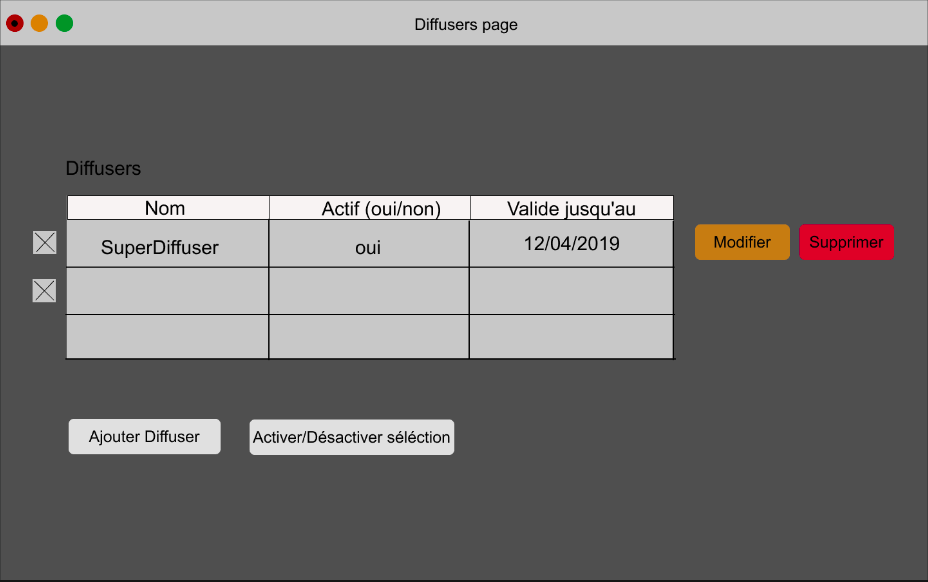 Diffusers page
Diffusers
Nom Actif (oui/non) Valide jusqu'au
SuperDiffuser oui 12/04/2019 Modifier Supprimer
Ajouter Diffuser Activer/Désactiver séléction